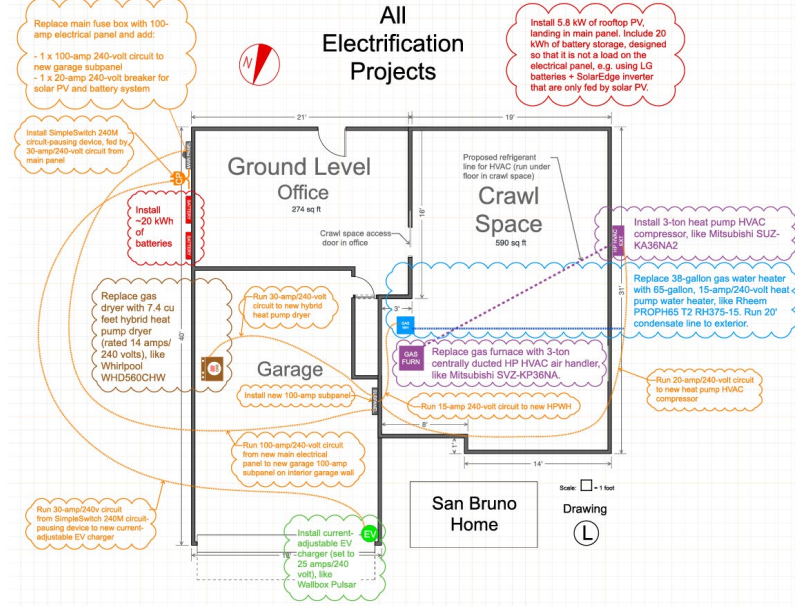 Replace main fuse box with 100-
amp electrical panel and add:
- 1 x 100-amp 240-volt circuit to
new garage subpanel
- 1 x 20-amp 240-volt breaker for
solar PV and battery system
All
Electrification
Projects
N
Install 5.8 kW of rooftop PV,
landing in main panel. Include 20
kWh of battery storage, designed
so that it is not a load on the
electrical panel, e.g. using LG
batteries + SolarEdge inverter
that are only fed by solar PV.
21'
19'
Install SimpleSwitch 240M
circuit-pausing device, fed by
30-amp/240-volt circuit from
main panel
Ground Level
Office
274 sq ft
Proposed refrigerant
line for HVAC (run under
floor in crawl space)
Crawl
Space
590 sq ft
16'
Crawl space access
door in office
Install
~20 kWh
of
batteries
BATTERY
BATTERY
Install 3-ton heat pump HVAC
compressor, like Mitsubishi SUZ-
KA36NA2
HP HVAC
EXT
31'
40'
Replace 38-gallon gas water heater
with 65-gallon, 15-amp/240-volt heat
pump water heater, like Rheem
PROPH65 T2 RH375-15. Run 20'
condensate line to exterior.
Replace gas
dryer with 7.4 cu
feet hybrid heat
pump dryer
(rated 14 amps/
240 volts), like
Whirlpool
WHD560CHW
Run 30-amp/240-volt
circuit to new hybrid
heat pump dryer
3'
GAS
WH
GAS
FURN
Replace gas furnace with 3-ton
centrally ducted HP HVAC air handler,
like Mitsubishi SVZ-KP36NA.
Garage
Install new 100-amp subpanel
Run 15-amp 240-volt circuit to new HPWH
Run 20-amp/240-volt circuit
to new heat pump HVAC
compressor
8'
1'
14'
Run 100-amp/240-volt circuit
from new main electrical
panel to new garage 100-amp
subpanel on interior garage wall
Run 30-amp/240v circuit
from SimpleSwitch 240M circuit-
pausing device to new current-
adjustable EV charger
EV
Install current-
adjustable EV
charger (set to
25 amps/240
volt), like
Wallbox Pulsar
San Bruno
Home
Scale: = 1 foot
Drawing
L